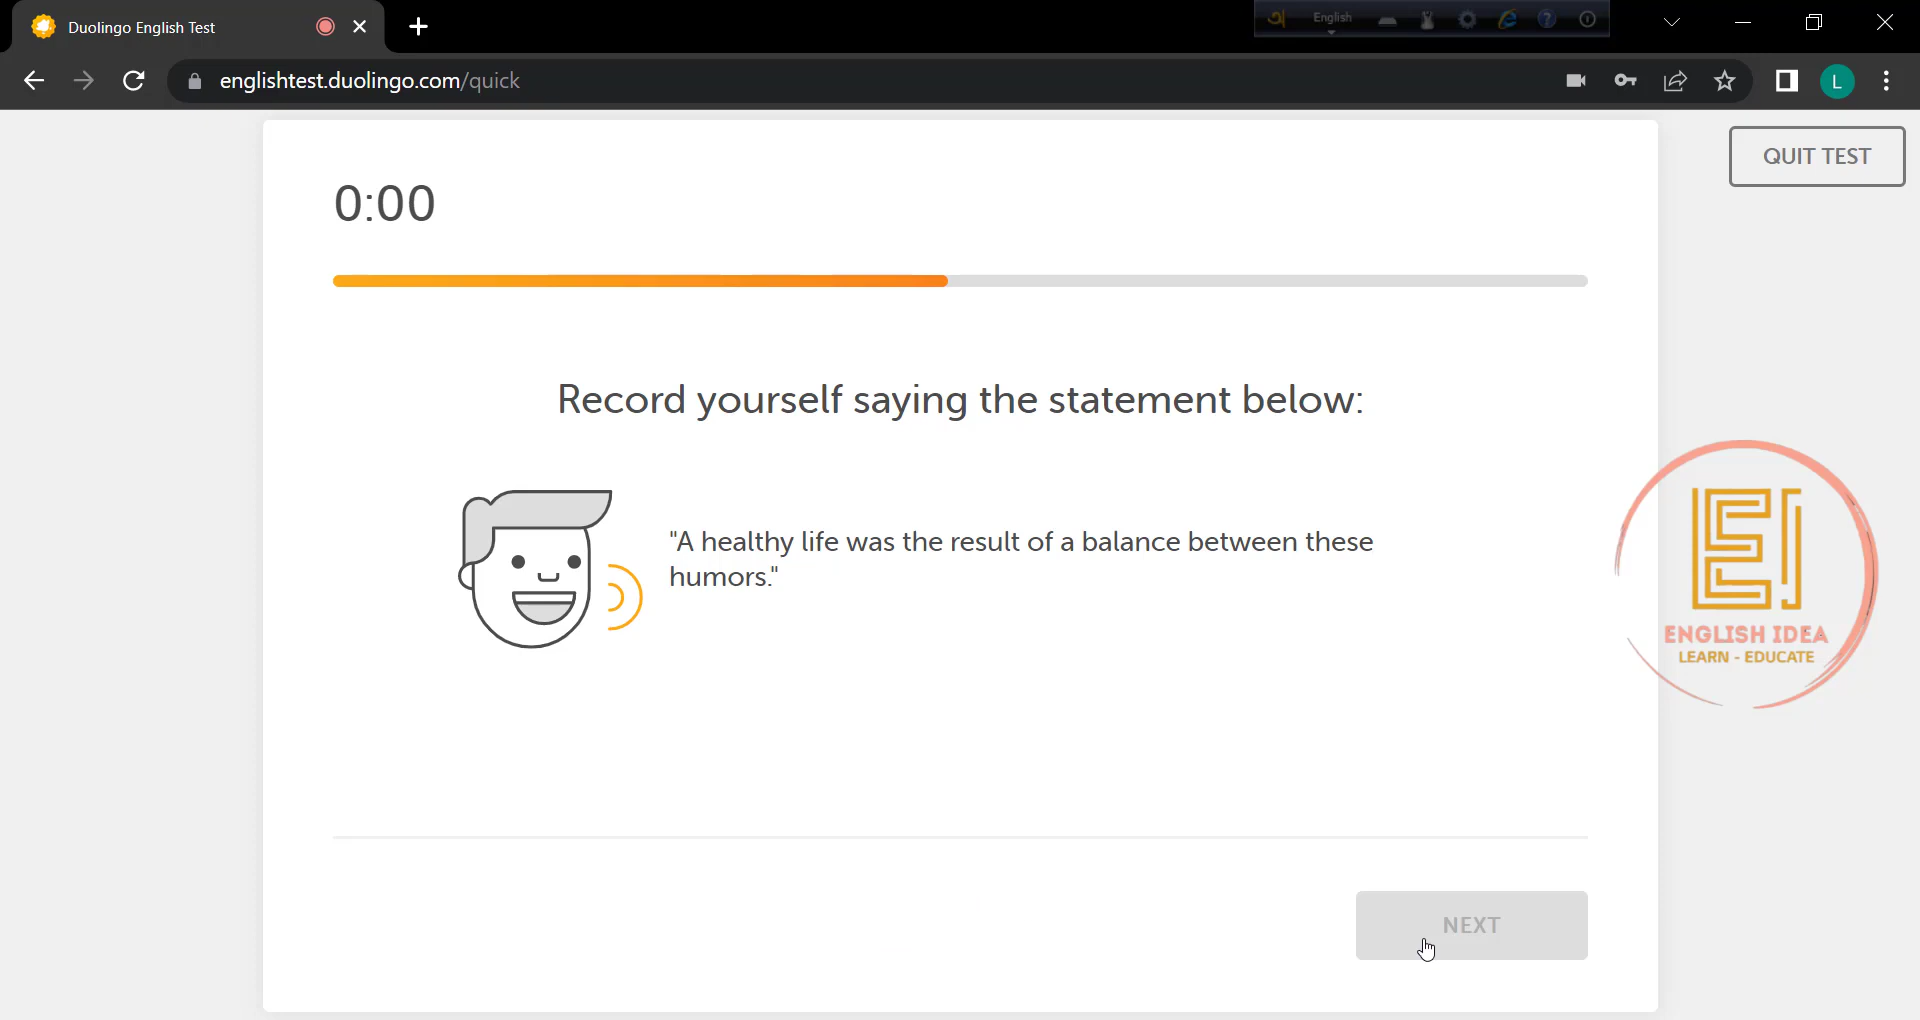 Duolingo English Test
English
englishtest.duolingo.com/quick
L
QUIT TEST
0:00
Record yourself saying the statement below:
"A healthy life was the result of a balance between these
humors."
ENGLISH IDEA
LEARN - EDUCATE
NEXT